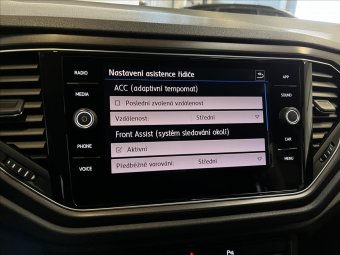 Nastavení asistence řidiče
RADIO
MEDIA
PHONE
VOICE
ACC (adaptivní tempomat)
Poslední zvolená vzdálenost
Vzdálenost: Střední
Front Assist (systém sledování okolí)
Aktivní
Předběžné varování: Střední
APP
SOUND
CAR
MENU